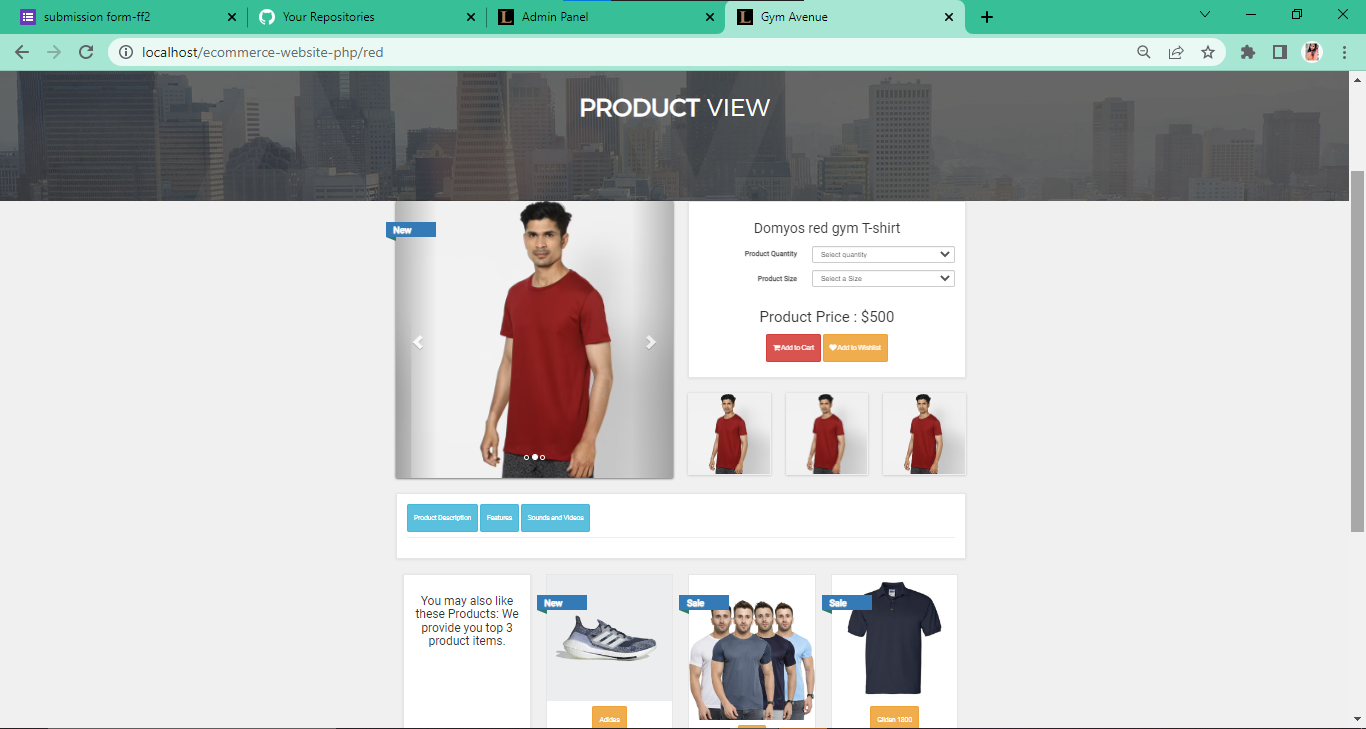 submission form-ff2
Your Repositories
L
Admin Panel
L
Gym Avenue
localhost/ecommerce-website-php/red
PRODUCT VIEW
New
Domyos red gym T-shirt
Product Quantity
Select quantity
Product Size
Select a Size
Product Price : $500
Add to Cart
Add to Wishlist
Product Description
Features
Sounds and Videos
You may also like
these Products: We
provide you top 3
product items.
New
Sale
Sale
Adides
Gilden 1800